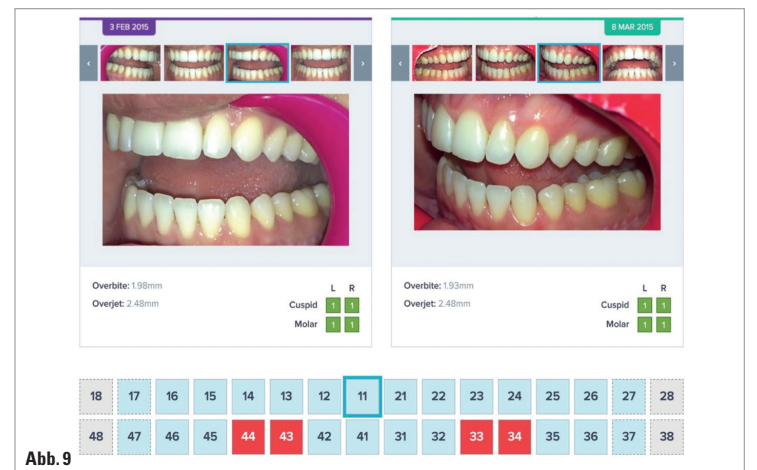 3 FEB 2015
8 MAR 2015
Overbite: 1.98mm
Overjet: 2.48mm
L R
Cuspid 1 1
Molar 1 1
Overbite: 1.93mm
Overjet: 2.48mm
L R
Cuspid 1 1
Molar 1 1
18 17 16 15 14 13 12 11 21 22 23 24 25 26 27 28
48 47 46 45 44 43 42 41 31 32 33 34 35 36 37 38
Abb. 9